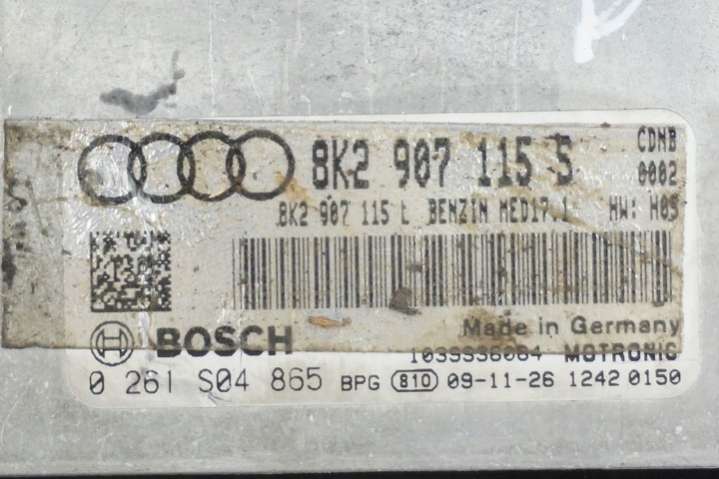 8K2 907 115 S CDNB
0002
8K2 907 115 L BENZIN MED17.1 HW: H05
Made in Germany
BOSCH 1039S36084 MOTRONIC
0 261 S04 865 BPG 810 09-11-26 1242 0150